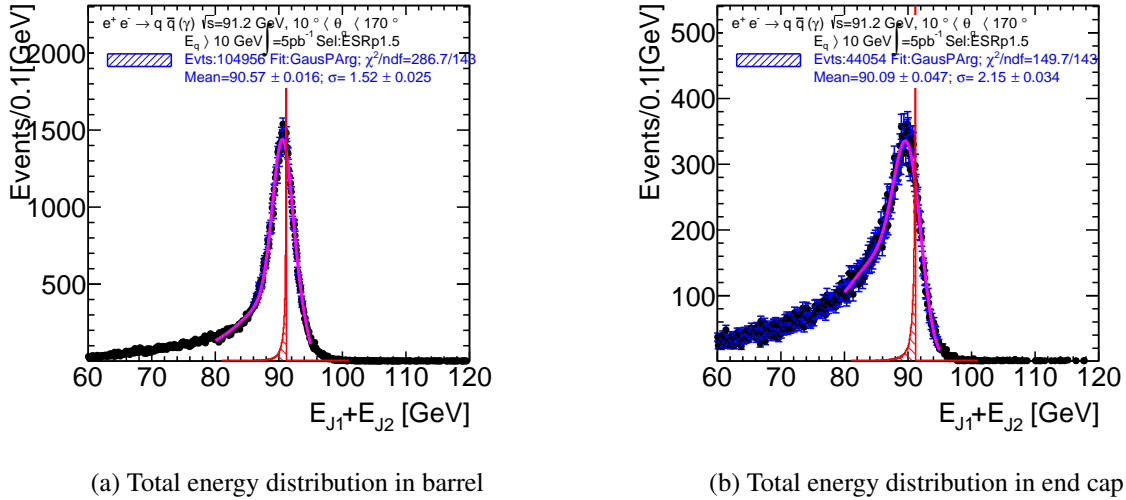 e⁺ e⁻ → q q̄ (γ) √s=91.2 GeV, 10 ° ⟨ θq ⟨ 170 °
Eq ⟩ 10 GeV ∫ =5pb⁻¹ Sel:ESRp1.5
Evts:104956 Fit:GausPArg; χ²/ndf=286.7/143
Mean=90.57 ± 0.016; σ= 1.52 ± 0.025
Events/0.1[GeV]
2000
1500
1000
500
60 70 80 90 100 110 120
E_J1+E_J2 [GeV]
(a) Total energy distribution in barrel
e⁺ e⁻ → q q̄ (γ) √s=91.2 GeV, 10 ° ⟨ θq ⟨ 170 °
Eq ⟩ 10 GeV ∫ =5pb⁻¹ Sel:ESRp1.5
Evts:44054 Fit:GausPArg; χ²/ndf=149.7/143
Mean=90.09 ± 0.047; σ= 2.15 ± 0.034
Events/0.1[GeV]
500
400
300
200
100
60 70 80 90 100 110 120
E_J1+E_J2 [GeV]
(b) Total energy distribution in end cap